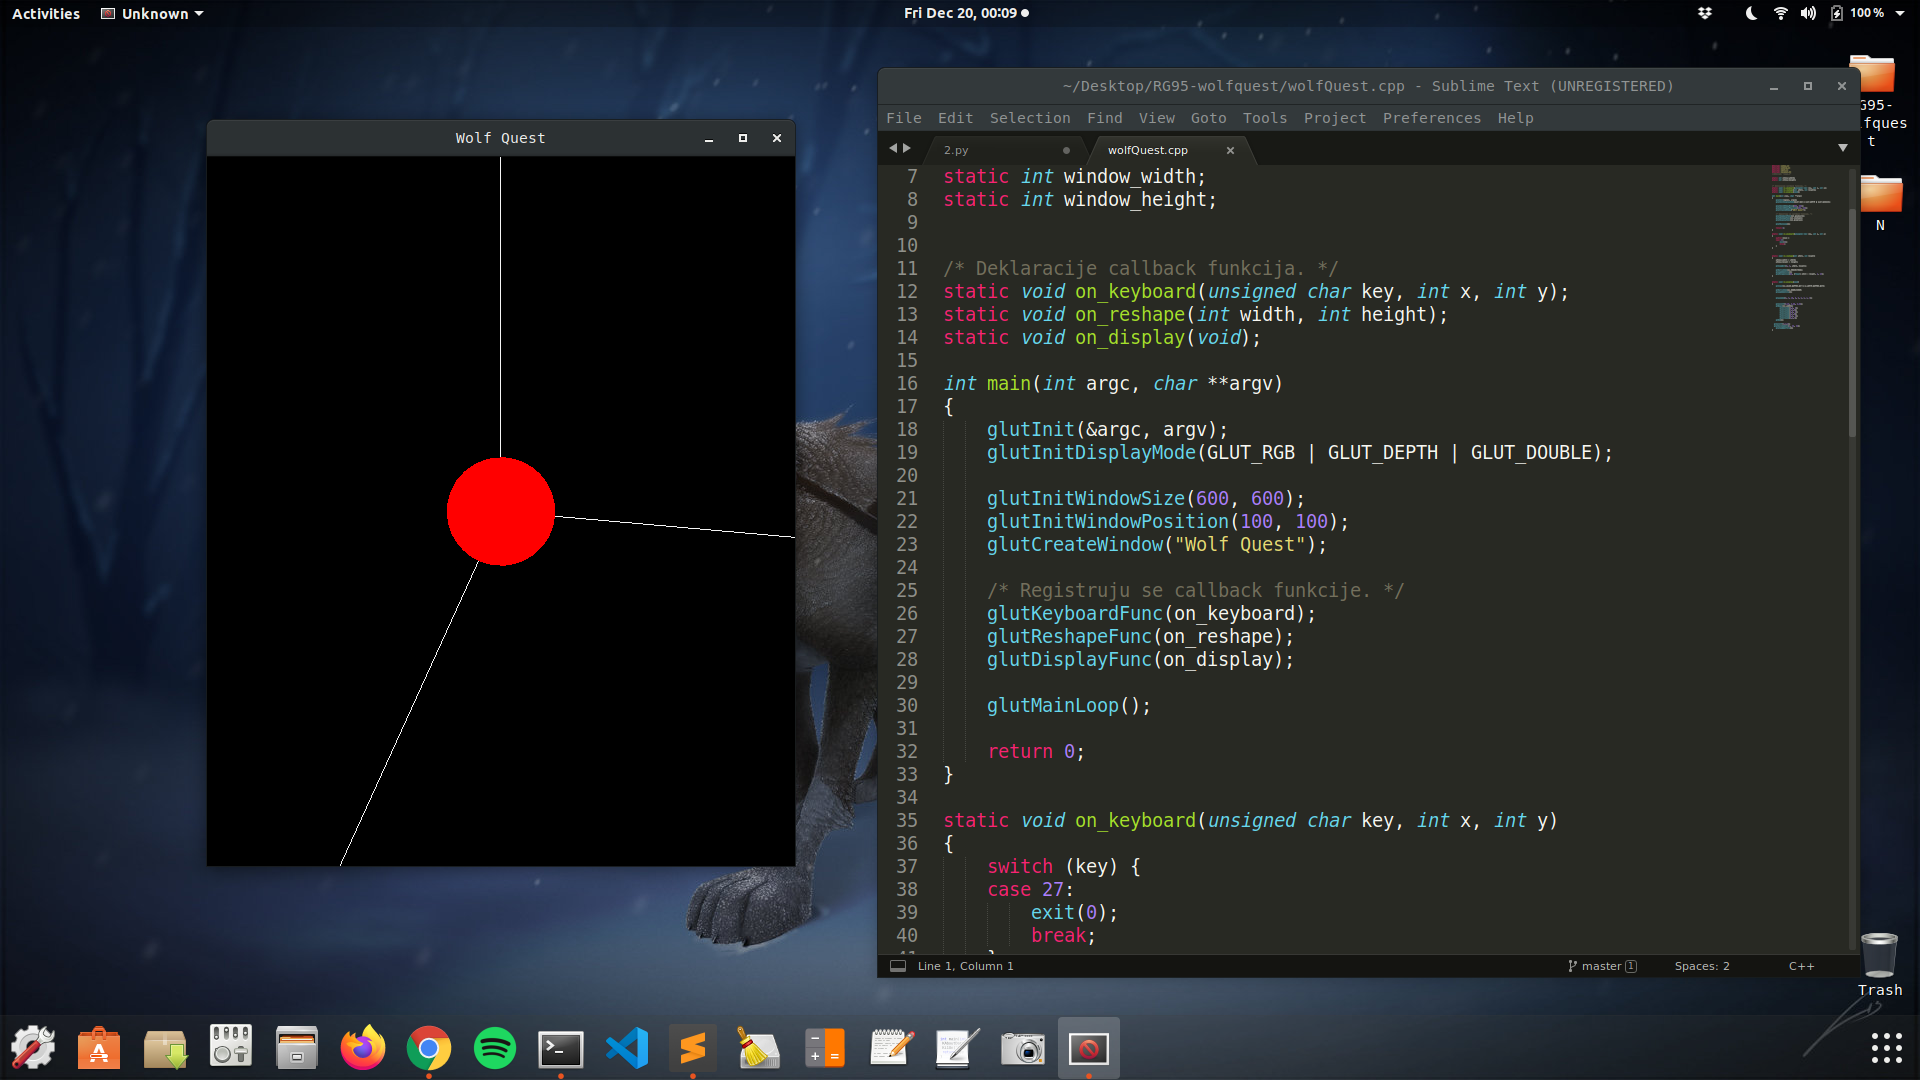 Activities Unknown Fri Dec 20, 00:09 100%
Wolf Quest
~/Desktop/RG95-wolfquest/wolfQuest.cpp - Sublime Text (UNREGISTERED)
File Edit Selection Find View Goto Tools Project Preferences Help
2.py wolfQuest.cpp
7 static int window_width;
8 static int window_height;
9
10
11 /* Deklaracije callback funkcija. */
12 static void on_keyboard(unsigned char key, int x, int y);
13 static void on_reshape(int width, int height);
14 static void on_display(void);
15
16 int main(int argc, char **argv)
17 {
18 glutInit(&argc, argv);
19 glutInitDisplayMode(GLUT_RGB | GLUT_DEPTH | GLUT_DOUBLE);
20
21 glutInitWindowSize(600, 600);
22 glutInitWindowPosition(100, 100);
23 glutCreateWindow("Wolf Quest");
24
25 /* Registruju se callback funkcije. */
26 glutKeyboardFunc(on_keyboard);
27 glutReshapeFunc(on_reshape);
28 glutDisplayFunc(on_display);
29
30 glutMainLoop();
31
32 return 0;
33 }
34
35 static void on_keyboard(unsigned char key, int x, int y)
36 {
37 switch (key) {
38 case 27:
39 exit(0);
40 break;
Line 1, Column 1 master 1 Spaces: 2 C++
G95-
lfques
t
N
Trash